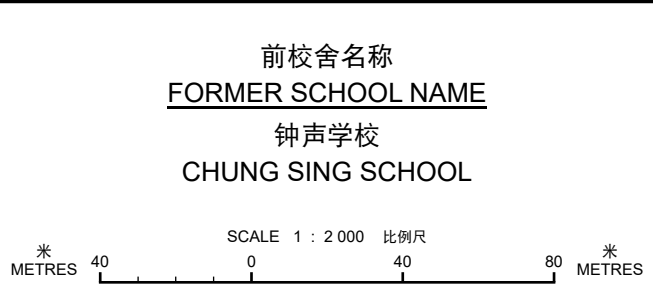 前校舍名称
FORMER SCHOOL NAME
钟声学校
CHUNG SING SCHOOL
SCALE 1 : 2 000 比例尺
米 米
METRES 40 0 40 80 METRES